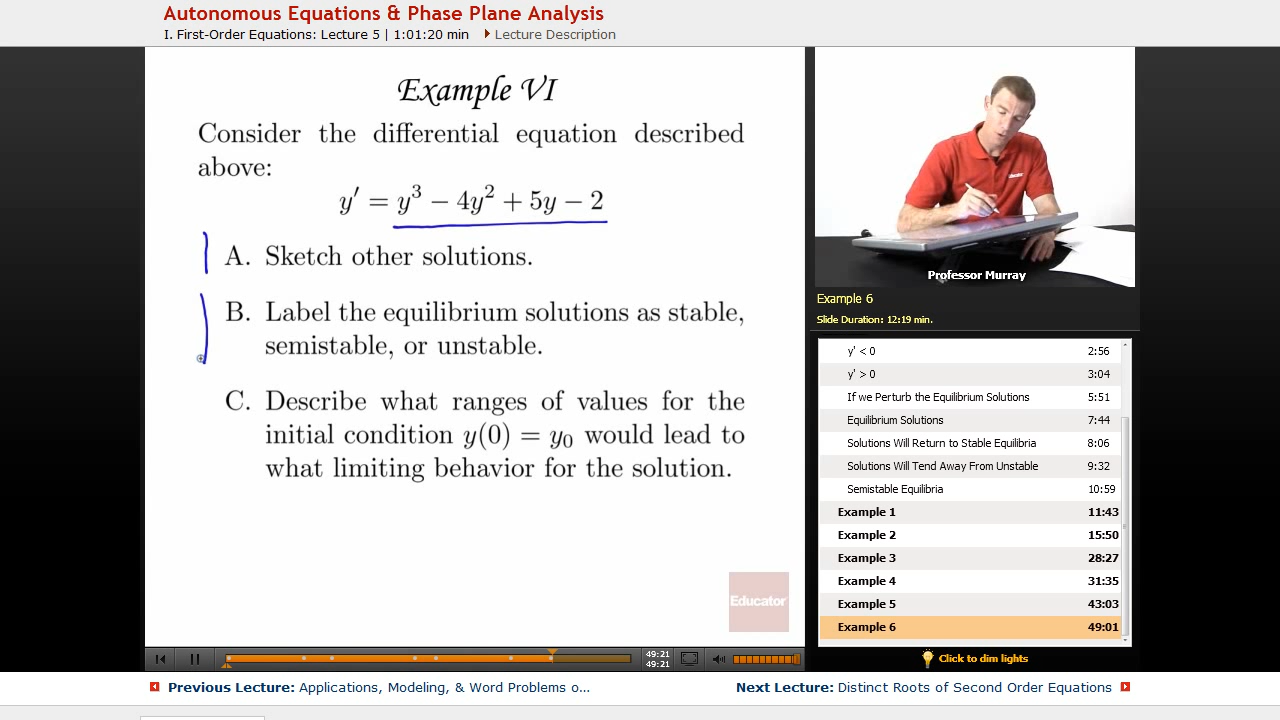 Autonomous Equations & Phase Plane Analysis
I. First-Order Equations: Lecture 5 | 1:01:20 min Lecture Description
Example VI
Consider the differential equation described
above:
y′ = y³ − 4y² + 5y − 2
A. Sketch other solutions.
B. Label the equilibrium solutions as stable,
semistable, or unstable.
C. Describe what ranges of values for the
initial condition y(0) = y₀ would lead to
what limiting behavior for the solution.
Educator
49:21
49:21
educator
Professor Murray
Example 6
Slide Duration: 12:19 min.
y' < 0 2:56
y' > 0 3:04
If we Perturb the Equilibrium Solutions 5:51
Equilibrium Solutions 7:44
Solutions Will Return to Stable Equilibria 8:06
Solutions Will Tend Away From Unstable 9:32
Semistable Equilibria 10:59
Example 1 11:43
Example 2 15:50
Example 3 28:27
Example 4 31:35
Example 5 43:03
Example 6 49:01
Click to dim lights
Previous Lecture: Applications, Modeling, & Word Problems o...
Next Lecture: Distinct Roots of Second Order Equations